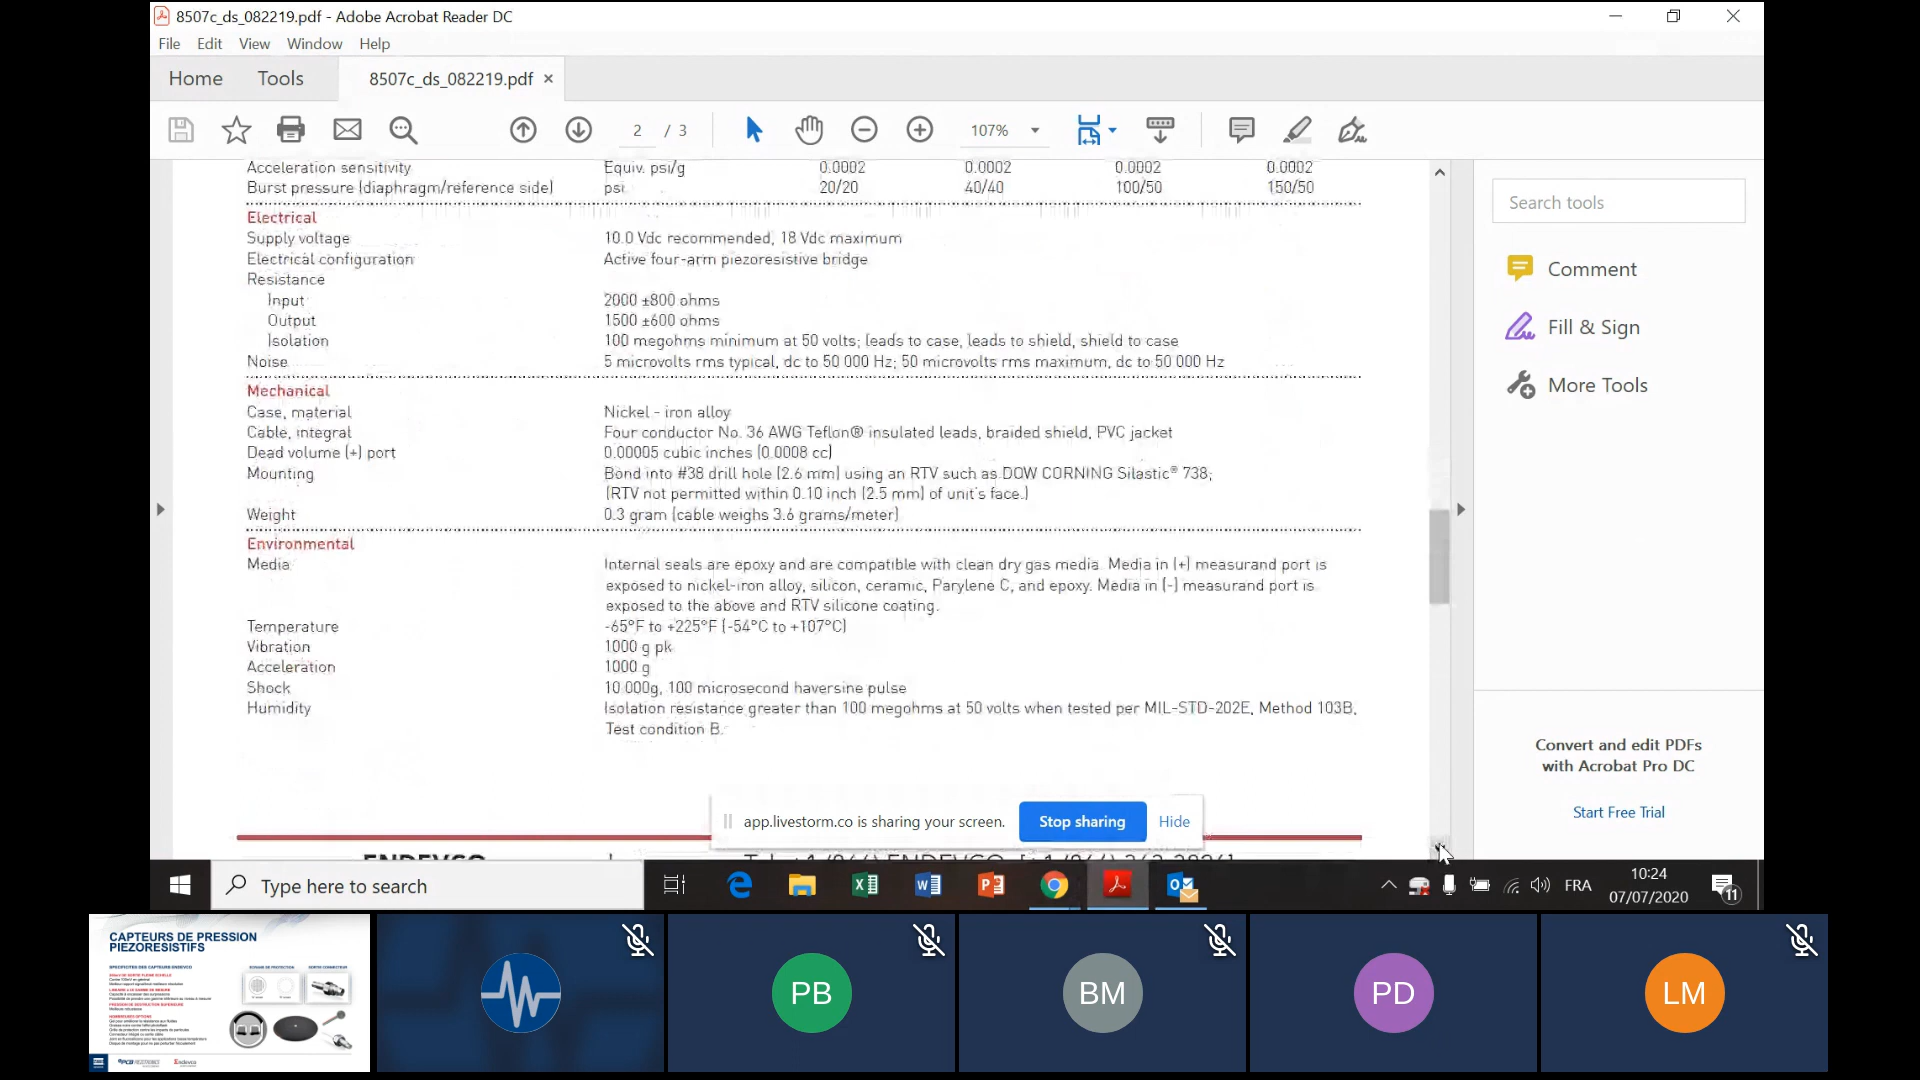 8507c_ds_082219.pdf - Adobe Acrobat Reader DC
File Edit View Window Help
Home Tools 8507c_ds_082219.pdf ×
2 / 3 107%
Acceleration sensitivity Equiv. psi/g 0.0002 0.0002 0.0002 0.0002
Burst pressure (diaphragm/reference side) psi 20/20 40/40 100/50 150/50
Electrical
Supply voltage 10.0 Vdc recommended, 18 Vdc maximum
Electrical configuration Active four-arm piezoresistive bridge
Resistance
Input 2000 ±800 ohms
Output 1500 ±600 ohms
Isolation 100 megohms minimum at 50 volts; leads to case, leads to shield, shield to case
Noise 5 microvolts rms typical, dc to 50 000 Hz; 50 microvolts rms maximum, dc to 50 000 Hz
Mechanical
Case, material Nickel - iron alloy
Cable, integral Four conductor No. 36 AWG Teflon® insulated leads, braided shield, PVC jacket
Dead volume (+) port 0.00005 cubic inches (0.0008 cc)
Mounting Bond into #38 drill hole (2.6 mm) using an RTV such as DOW CORNING Silastic® 738;
(RTV not permitted within 0.10 inch (2.5 mm) of unit's face.)
Weight 0.3 gram (cable weighs 3.6 grams/meter)
Environmental
Media Internal seals are epoxy and are compatible with clean dry gas media. Media in (+) measurand port is
exposed to nickel-iron alloy, silicon, ceramic, Parylene C, and epoxy. Media in (-) measurand port is
exposed to the above and RTV silicone coating.
Temperature -65°F to +225°F (-54°C to +107°C)
Vibration 1000 g pk
Acceleration 1000 g
Shock 10 000g, 100 microsecond haversine pulse
Humidity Isolation resistance greater than 100 megohms at 50 volts when tested per MIL-STD-202E, Method 103B,
Test condition B.
Search tools
Comment
Fill & Sign
More Tools
Convert and edit PDFs
with Acrobat Pro DC
Start Free Trial
app.livestorm.co is sharing your screen. Stop sharing Hide
ENDEVCO
Type here to search
FRA
10:24
07/07/2020
11
CAPTEURS DE PRESSION
PIEZORESISTIFS
PB
BM
PD
LM